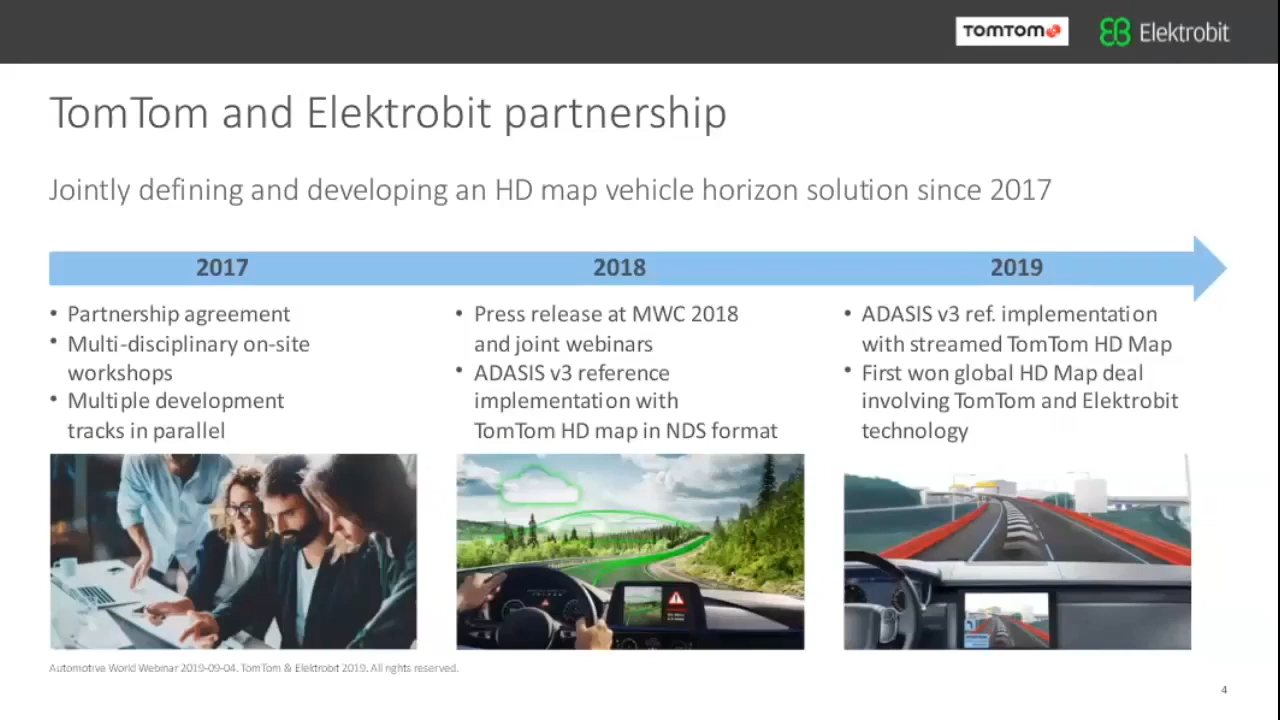 TOMTOM
Elektrobit
TomTom and Elektrobit partnership
Jointly defining and developing an HD map vehicle horizon solution since 2017
2017
2018
2019
• Partnership agreement
• Multi-disciplinary on-site
workshops
• Multiple development
tracks in parallel
• Press release at MWC 2018
and joint webinars
• ADASIS v3 reference
implementation with
TomTom HD map in NDS format
• ADASIS v3 ref. implementation
with streamed TomTom HD Map
• First won global HD Map deal
involving TomTom and Elektrobit
technology
Automotive World Webinar 2019-09-04. TomTom & Elektrobit 2019. All rights reserved.
4